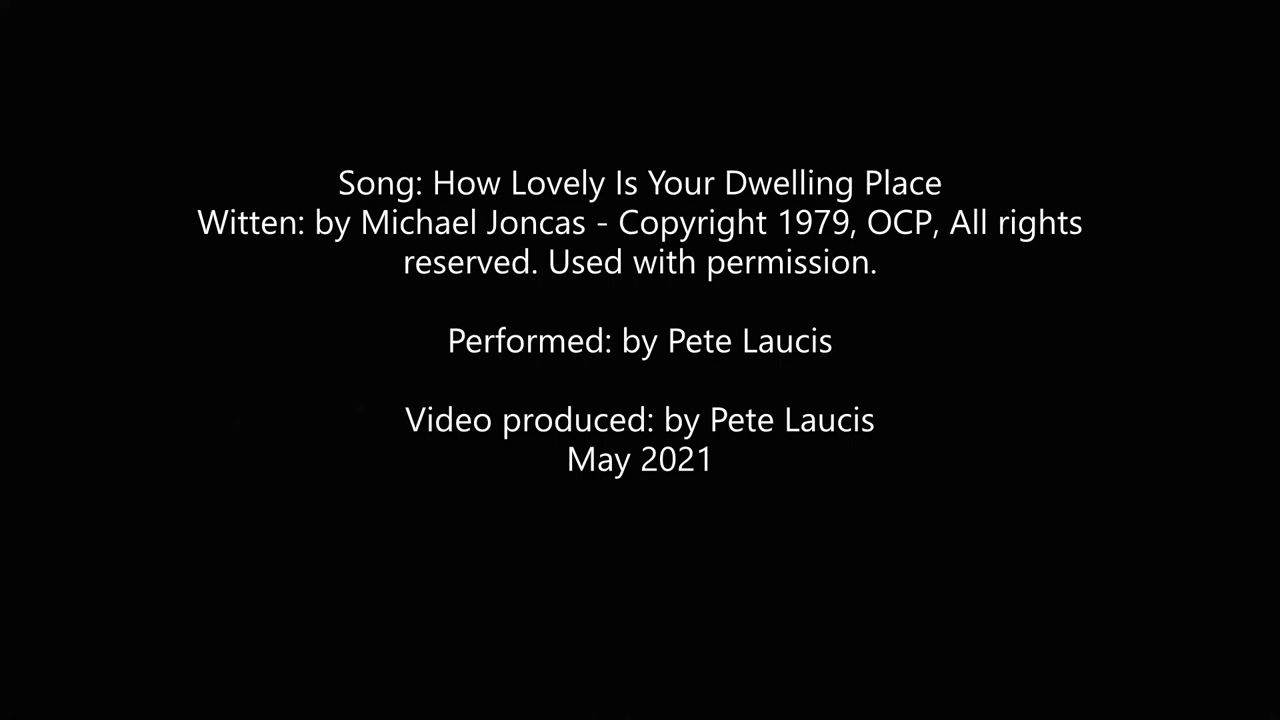 Song: How Lovely Is Your Dwelling Place
Witten: by Michael Joncas - Copyright 1979, OCP, All rights
reserved. Used with permission.
Performed: by Pete Laucis
Video produced: by Pete Laucis
May 2021